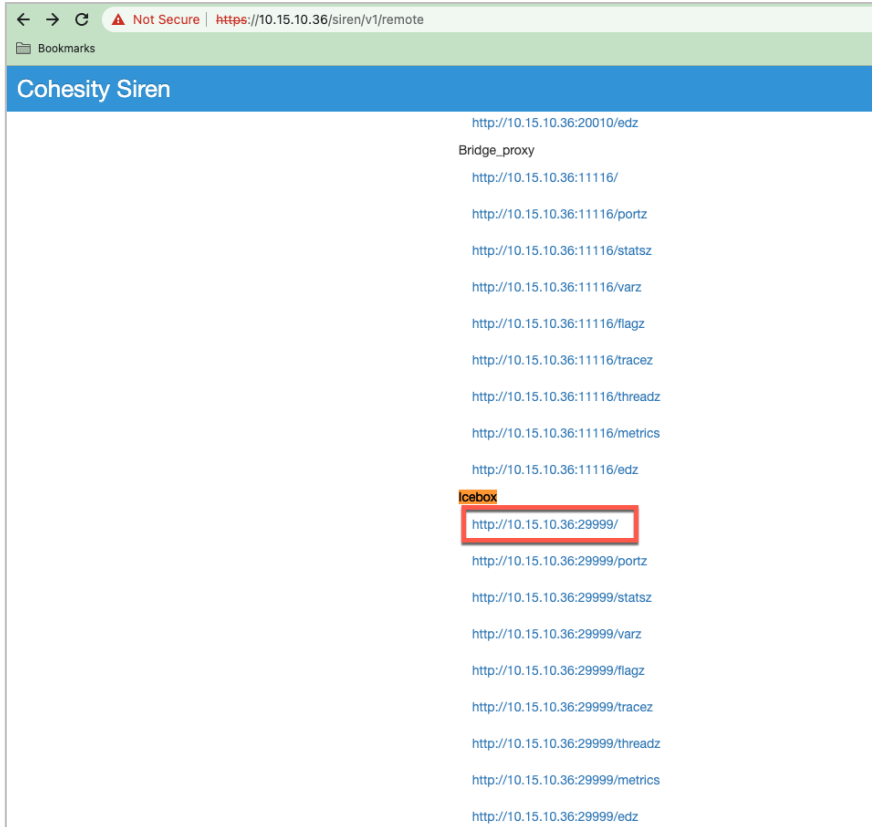 Not Secure | https://10.15.10.36/siren/v1/remote
Bookmarks
Cohesity Siren
http://10.15.10.36:20010/edz
Bridge_proxy
http://10.15.10.36:11116/
http://10.15.10.36:11116/portz
http://10.15.10.36:11116/statsz
http://10.15.10.36:11116/varz
http://10.15.10.36:11116/flagz
http://10.15.10.36:11116/tracez
http://10.15.10.36:11116/threadz
http://10.15.10.36:11116/metrics
http://10.15.10.36:11116/edz
Icebox
http://10.15.10.36:29999/
http://10.15.10.36:29999/portz
http://10.15.10.36:29999/statsz
http://10.15.10.36:29999/varz
http://10.15.10.36:29999/flagz
http://10.15.10.36:29999/tracez
http://10.15.10.36:29999/threadz
http://10.15.10.36:29999/metrics
http://10.15.10.36:29999/edz